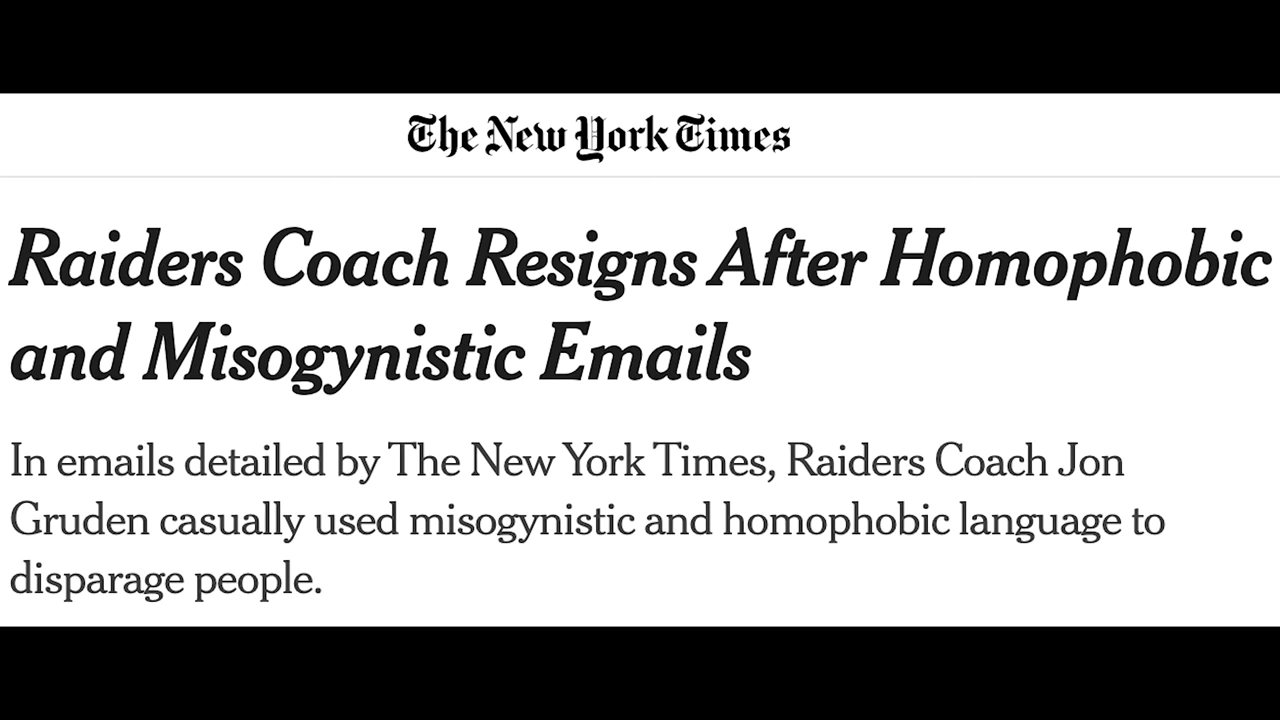 The New York Times
Raiders Coach Resigns After Homophobic
and Misogynistic Emails
In emails detailed by The New York Times, Raiders Coach Jon
Gruden casually used misogynistic and homophobic language to
disparage people.